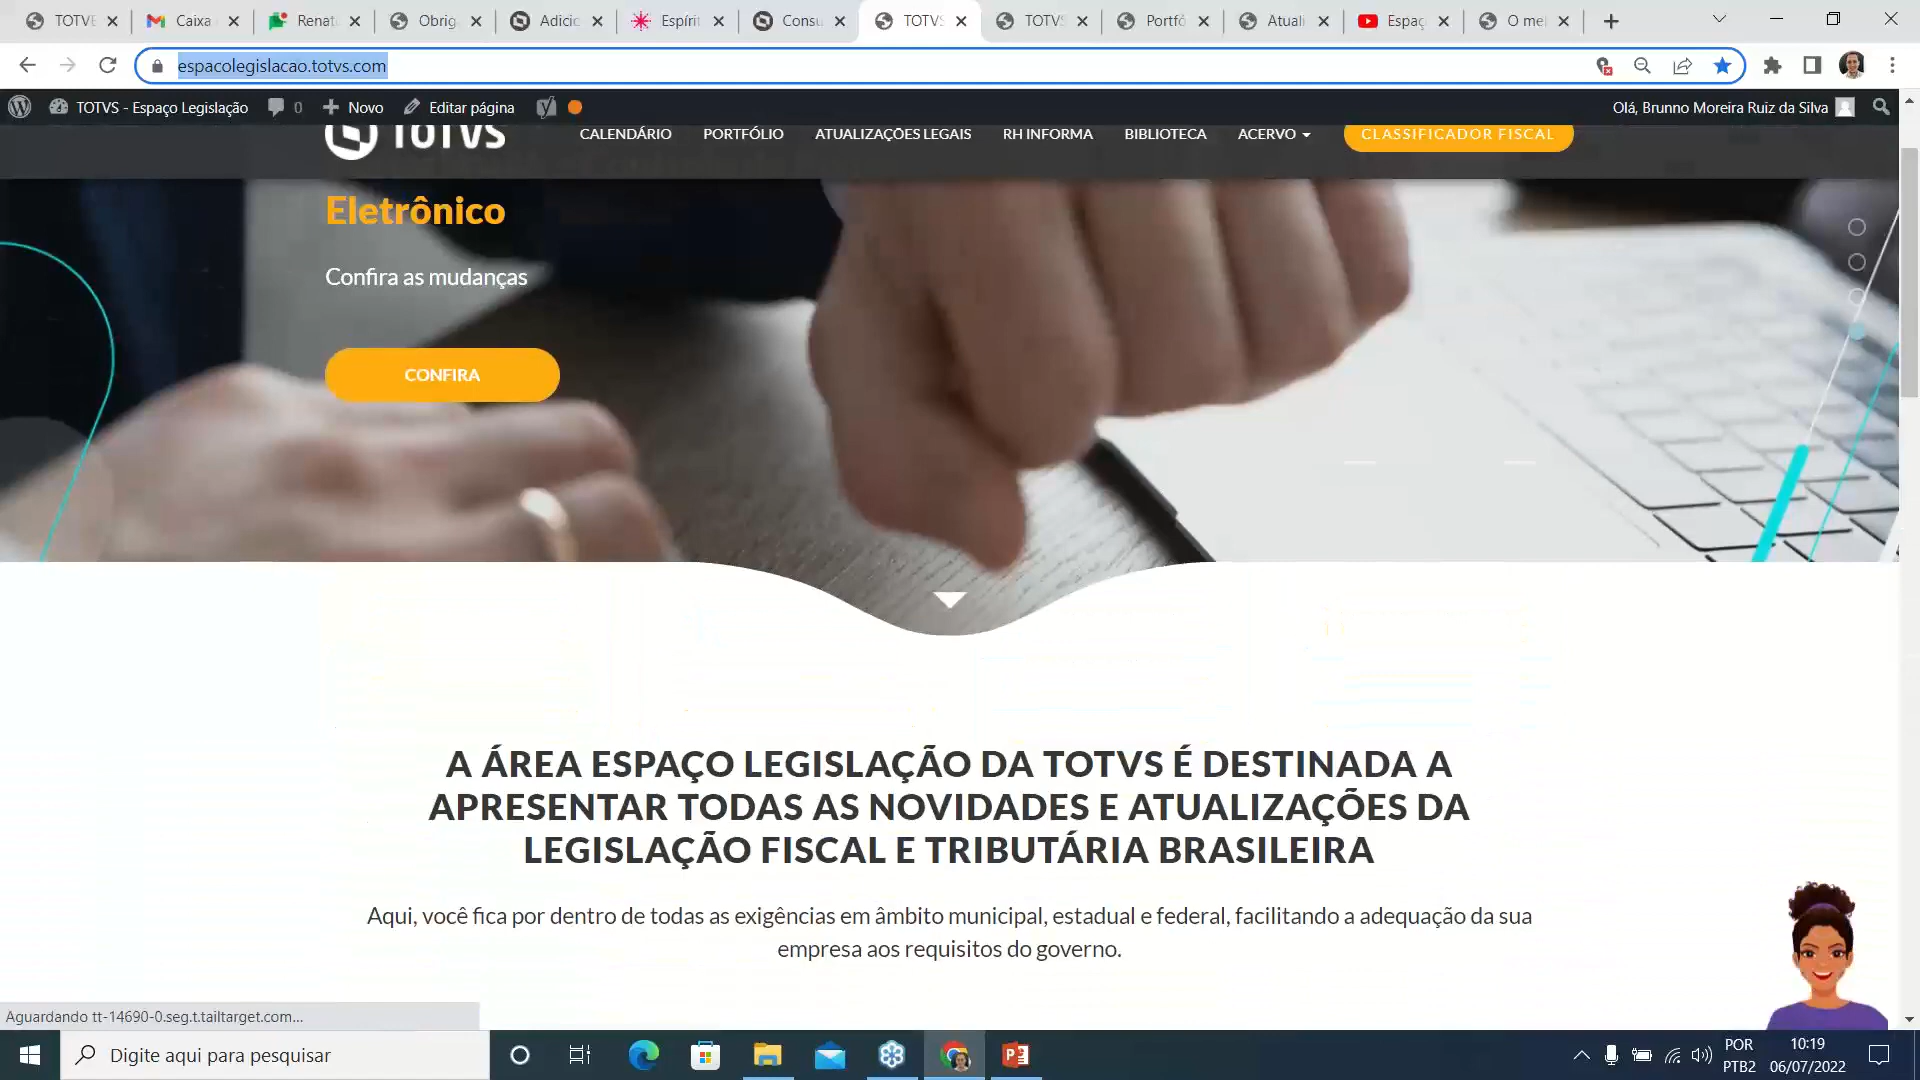 TOTVE
Caixa
Renat
Obrig
Adicio
Espírit
Consu
TOTVS
TOTVS
Portfó
Atuali
Espaç
O mel
espacolegislacao.totvs.com
TOTVS - Espaço Legislação
0
Novo
Editar página
Olá, Brunno Moreira Ruiz da Silva
TOTVS
CALENDÁRIO
PORTFÓLIO
ATUALIZAÇÕES LEGAIS
RH INFORMA
BIBLIOTECA
ACERVO
CLASSIFICADOR FISCAL
Eletrônico
Confira as mudanças
CONFIRA
A ÁREA ESPAÇO LEGISLAÇÃO DA TOTVS É DESTINADA A
APRESENTAR TODAS AS NOVIDADES E ATUALIZAÇÕES DA
LEGISLAÇÃO FISCAL E TRIBUTÁRIA BRASILEIRA
Aqui, você fica por dentro de todas as exigências em âmbito municipal, estadual e federal, facilitando a adequação da sua
empresa aos requisitos do governo.
Aguardando tt-14690-0.seg.t.tailtarget.com...
Digite aqui para pesquisar
POR
PTB2
10:19
06/07/2022